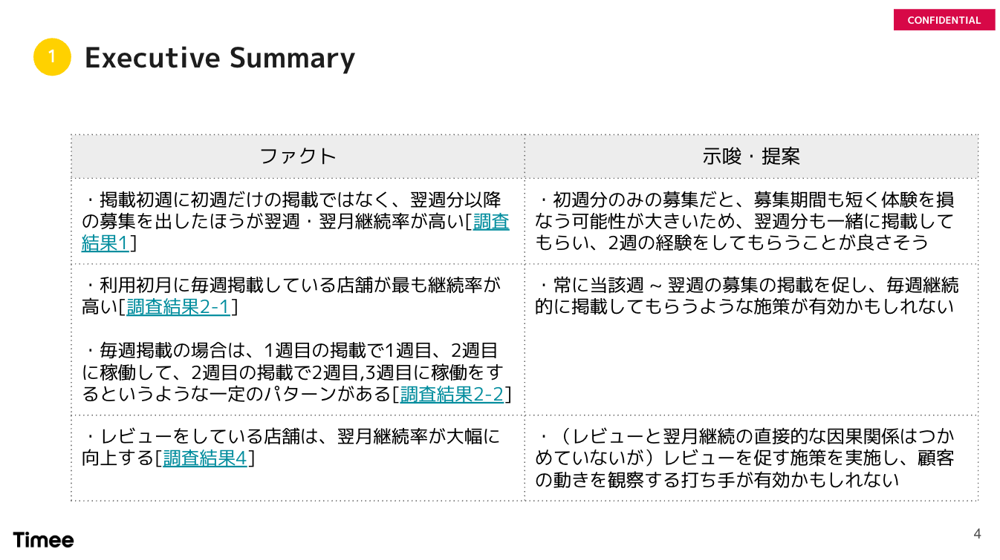 CONFIDENTIAL
1
Executive Summary
ファクト
示唆・提案
・掲載初週に初週だけの掲載ではなく、翌週分以降
の募集を出したほうが翌週・翌月継続率が高い[調査
結果1]
・初週分のみの募集だと、募集期間も短く体験を損
なう可能性が大きいため、翌週分も一緒に掲載して
もらい、2週の経験をしてもらうことが良さそう
・利用初月に毎週掲載している店舗が最も継続率が
高い[調査結果2-1]
・毎週掲載の場合は、1週目の掲載で1週目、2週目
に稼働して、2週目の掲載で2週目,3週目に稼働をす
るというような一定のパターンがある[調査結果2-2]
・常に当該週 ~ 翌週の募集の掲載を促し、毎週継続
的に掲載してもらうような施策が有効かもしれない
・レビューをしている店舗は、翌月継続率が大幅に
向上する[調査結果4]
・（レビューと翌月継続の直接的な因果関係はつか
めていないが）レビューを促す施策を実施し、顧客
の動きを観察する打ち手が有効かもしれない
Timee
4